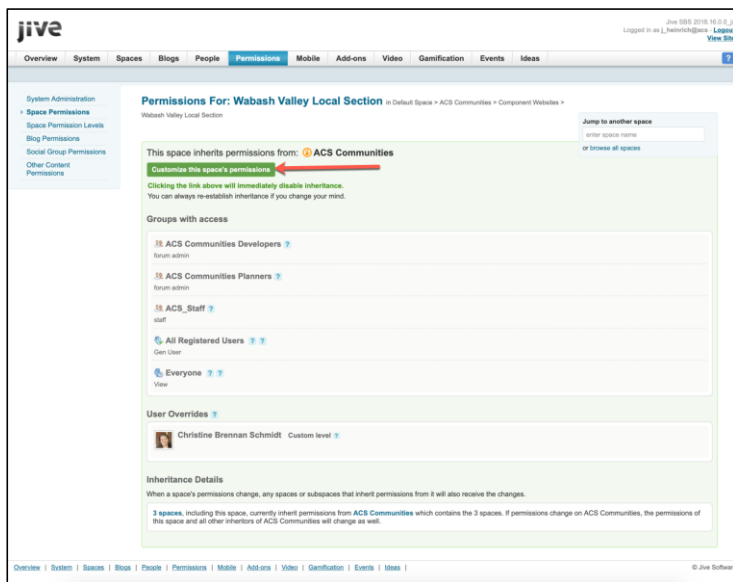 jive
Jive SBS 2018.16.0.0_j
Logged in as j_heinrich@acs - Logout
View Site
Overview System Spaces Blogs People Permissions Mobile Add-ons Video Gamification Events Ideas ?
System Administration
Space Permissions
Space Permission Levels
Blog Permissions
Social Group Permissions
Other Content
Permissions
Permissions For: Wabash Valley Local Section in Default Space > ACS Communities > Component Websites >
Wabash Valley Local Section
Jump to another space
enter space name
or browse all spaces
This space inherits permissions from: ACS Communities
Customize this space's permissions
Clicking the link above will immediately disable inheritance.
You can always re-establish inheritance if you change your mind.
Groups with access
ACS Communities Developers ?
forum admin
ACS Communities Planners ?
forum admin
ACS_Staff ?
staff
All Registered Users ? ?
Gen User
Everyone ? ?
View
User Overrides ?
Christine Brennan Schmidt Custom level ?
Inheritance Details
When a space's permissions change, any spaces or subspaces that inherit permissions from it will also receive the changes.
3 spaces, including this space, currently inherit permissions from ACS Communities which contains the 3 spaces. If permissions change on ACS Communities, the permissions of
this space and all other inheritors of ACS Communities will change as well.
Overview | System | Spaces | Blogs | People | Permissions | Mobile | Add-ons | Video | Gamification | Events | Ideas |
© Jive Software